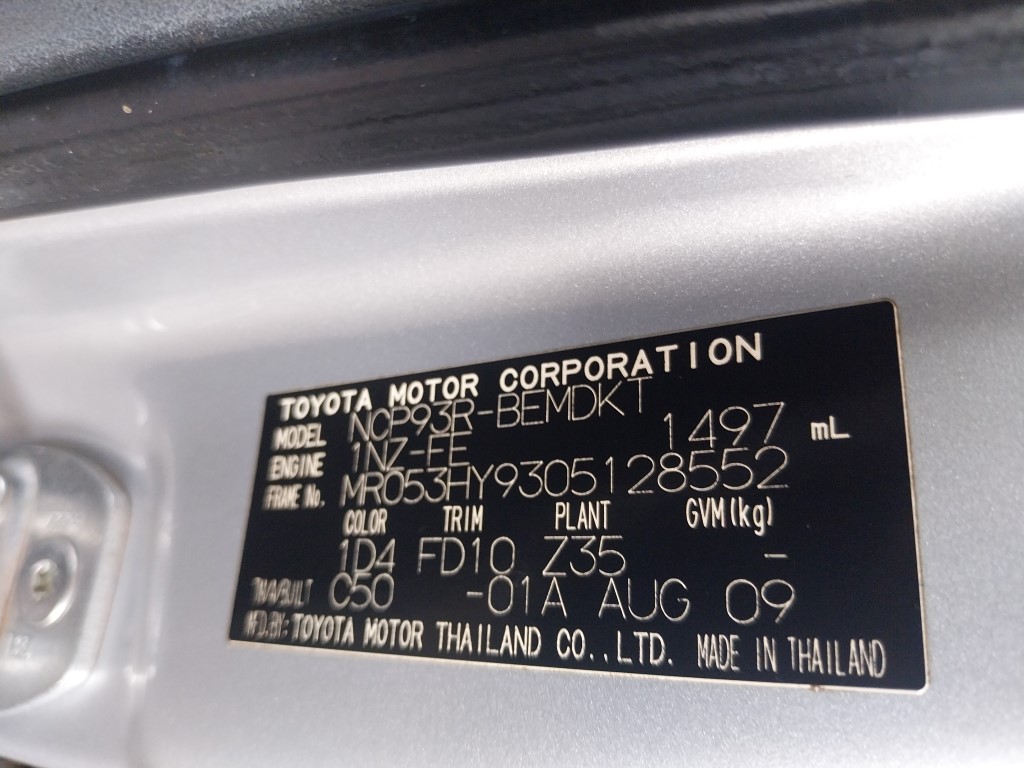 TOYOTA MOTOR CORPORATION
MODEL NCP93R-BEMDKT
ENGINE 1NZ-FE 1497 mL
FRAME No. MR053HY9305128552
COLOR TRIM PLANT GVM(kg)
1D4 FD10 Z35 -
T/M/A/BUILT C50 -01A AUG 09
MFD.BY: TOYOTA MOTOR THAILAND CO.,LTD. MADE IN THAILAND